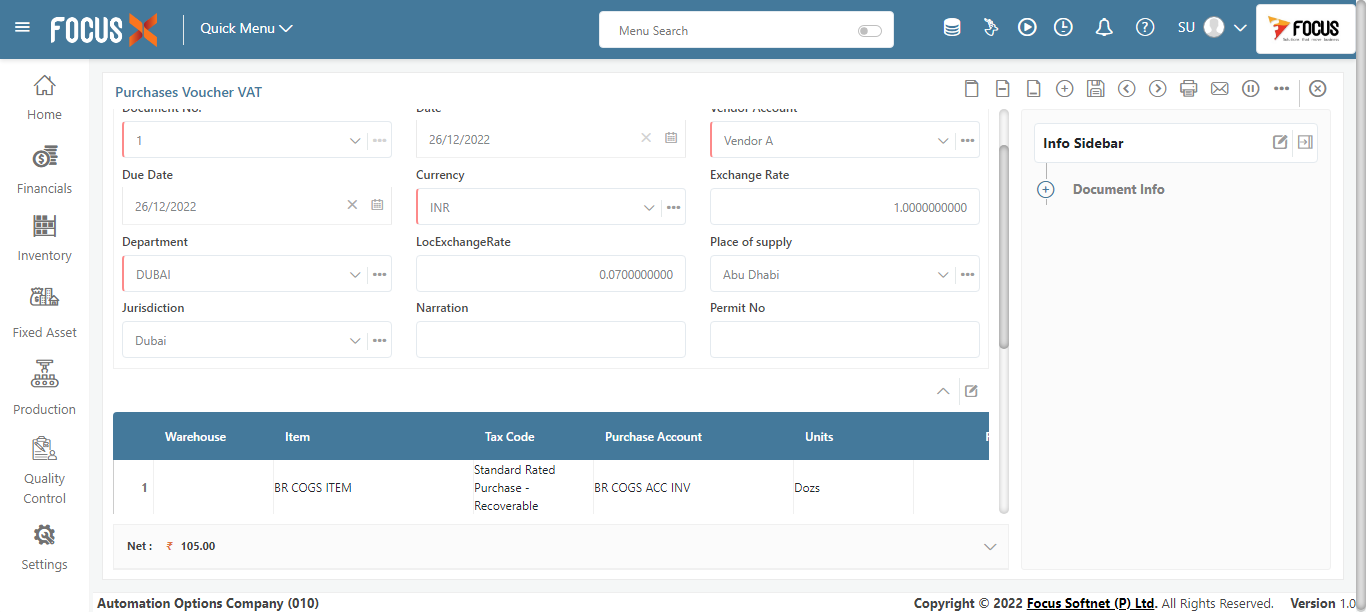 FOCUS X
Quick Menu
Menu Search
SU
FOCUS
Home
Financials
Inventory
Fixed Asset
Production
Quality
Control
Settings
Purchases Voucher VAT
Document No.
Date
Vendor Account
1
26/12/2022
Vendor A
Due Date
Currency
Exchange Rate
26/12/2022
INR
1.0000000000
Department
LocExchangeRate
Place of supply
DUBAI
0.0700000000
Abu Dhabi
Jurisdiction
Narration
Permit No
Dubai
Info Sidebar
Document Info
Warehouse
Item
Tax Code
Purchase Account
Units
1
BR COGS ITEM
Standard Rated
Purchase -
Recoverable
BR COGS ACC INV
Dozs
Net : ₹ 105.00
Automation Options Company (010)
Copyright © 2022 Focus Softnet (P) Ltd. All Rights Reserved. Version 1.0